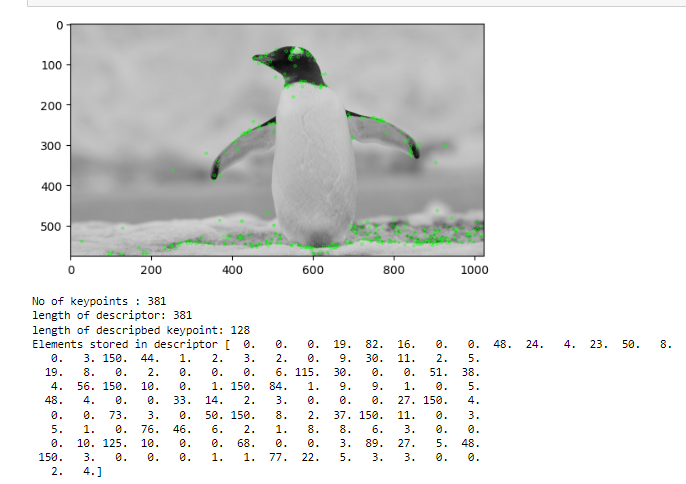 0
100
200
300
400
500
0 200 400 600 800 1000
No of keypoints : 381
length of descriptor: 381
length of descripbed keypoint: 128
Elements stored in descriptor [ 0. 0. 0. 19. 82. 16. 0. 0. 48. 24. 4. 23. 50. 8.
0. 3. 150. 44. 1. 2. 3. 2. 0. 9. 30. 11. 2. 5.
19. 8. 0. 2. 0. 0. 0. 6. 115. 30. 0. 0. 51. 38.
4. 56. 150. 10. 0. 1. 150. 84. 1. 9. 9. 1. 0. 5.
48. 4. 0. 0. 33. 14. 2. 3. 0. 0. 0. 27. 150. 4.
0. 0. 73. 3. 0. 50. 150. 8. 2. 37. 150. 11. 0. 3.
5. 1. 0. 76. 46. 6. 2. 1. 8. 8. 6. 3. 0. 0.
0. 10. 125. 10. 0. 0. 68. 0. 0. 3. 89. 27. 5. 48.
150. 3. 0. 0. 0. 1. 1. 77. 22. 5. 3. 3. 0. 0.
2. 4.]